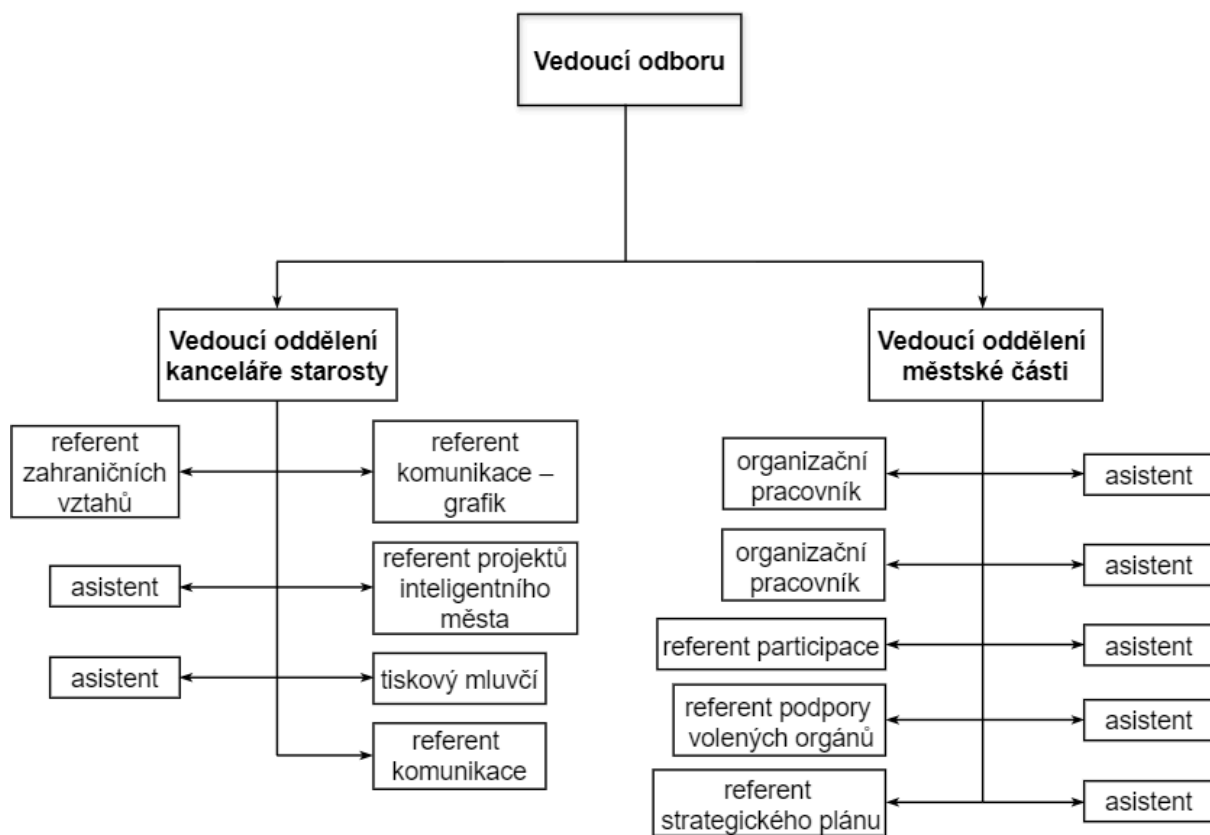 Vedoucí odboru
Vedoucí oddělení
kanceláře starosty
referent
zahraničních
vztahů
referent
komunikace –
grafik
asistent
referent projektů
inteligentního
města
asistent
tiskový mluvčí
referent
komunikace
Vedoucí oddělení
městské části
organizační
pracovník
asistent
organizační
pracovník
asistent
referent participace
asistent
referent podpory
volených orgánů
asistent
referent
strategického plánu
asistent